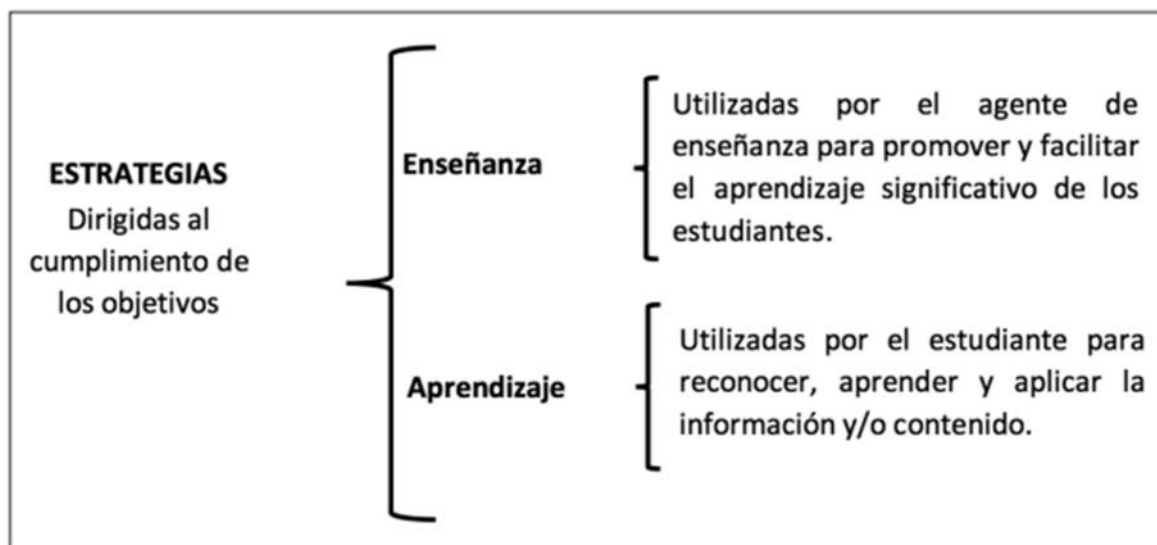 ESTRATEGIAS
Dirigidas al
cumplimiento de
los objetivos
Enseñanza
Utilizadas por el agente de
enseñanza para promover y facilitar
el aprendizaje significativo de los
estudiantes.
Aprendizaje
Utilizadas por el estudiante para
reconocer, aprender y aplicar la
información y/o contenido.